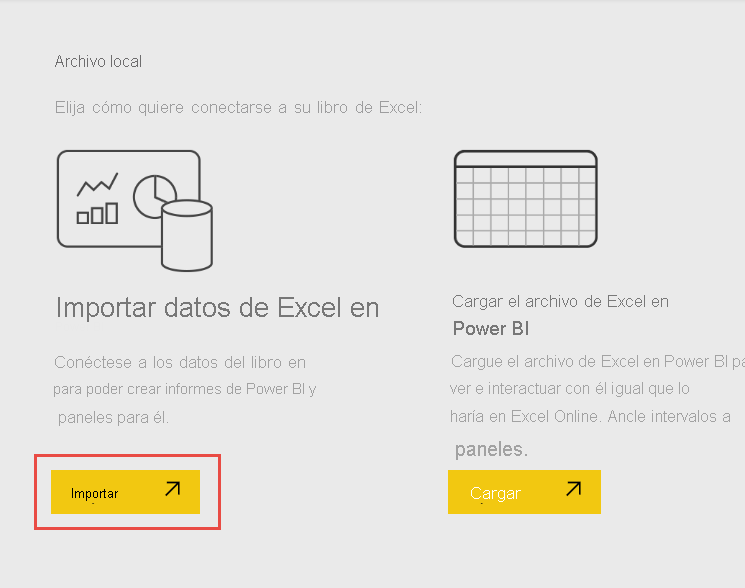 Archivo local
Elija cómo quiere conectarse a su libro de Excel:
Importar datos de Excel en
Conéctese a los datos del libro en
para poder crear informes de Power BI y
paneles para él.
Importar
Cargar el archivo de Excel en
Power BI
Cargue el archivo de Excel en Power BI pa
ver e interactuar con él igual que lo
haría en Excel Online. Ancle intervalos a
paneles.
Cargar